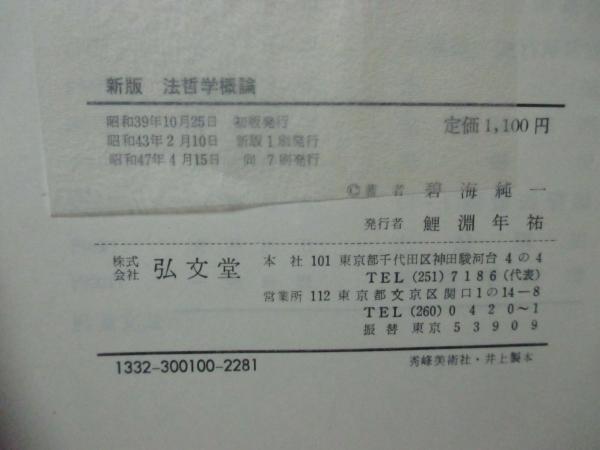 新版 法哲学概論
昭和39年10月25日 初版発行
昭和43年2月10日 新版1刷発行
昭和47年4月15日 同 7刷発行
定価1,100円
©著者 碧海純一
発行者 鯉淵年祐
株式会社 弘文堂
本社 101 東京都千代田区神田駿河台4の4
TEL(251)7186(代表)
営業所 112 東京都文京区関口1の14-8
TEL(260)0420~1
振替 東京 53909
1332-300100-2281
秀峰美術社・井上製本